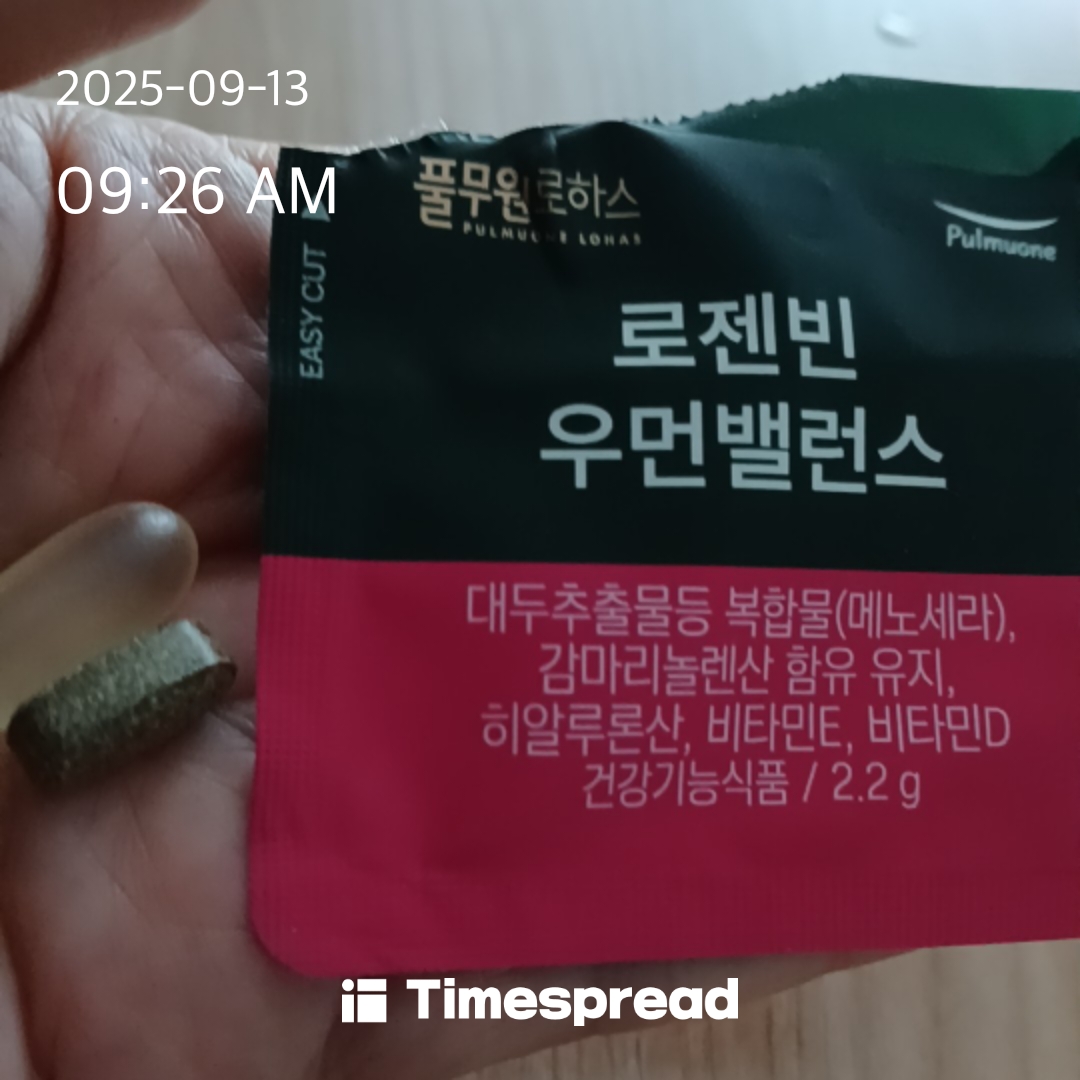 2025-09-13
09:26 AM
EASY CUT
풀무원로하스
PULMUONE LOHAS
Pulmuone
로젠빈
우먼밸런스
대두추출물등 복합물(메노세라),
감마리놀렌산 함유 유지,
히알루론산, 비타민E, 비타민D
건강기능식품 / 2.2 g
Timespread